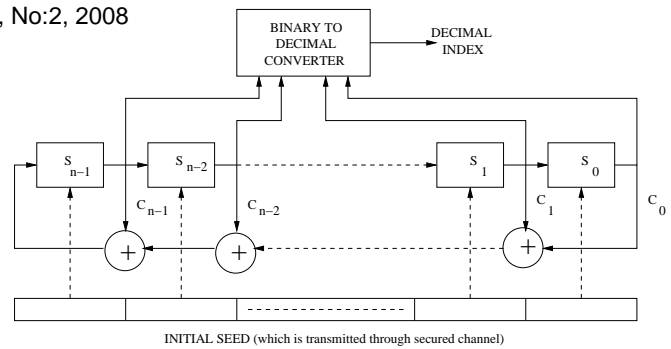 , No:2, 2008
BINARY TO
DECIMAL
CONVERTER
DECIMAL
INDEX
S n-1
S n-2
S 1
S 0
C n-1
C n-2
C 1
C 0
+
+
+
INITIAL SEED (which is transmitted through secured channel)